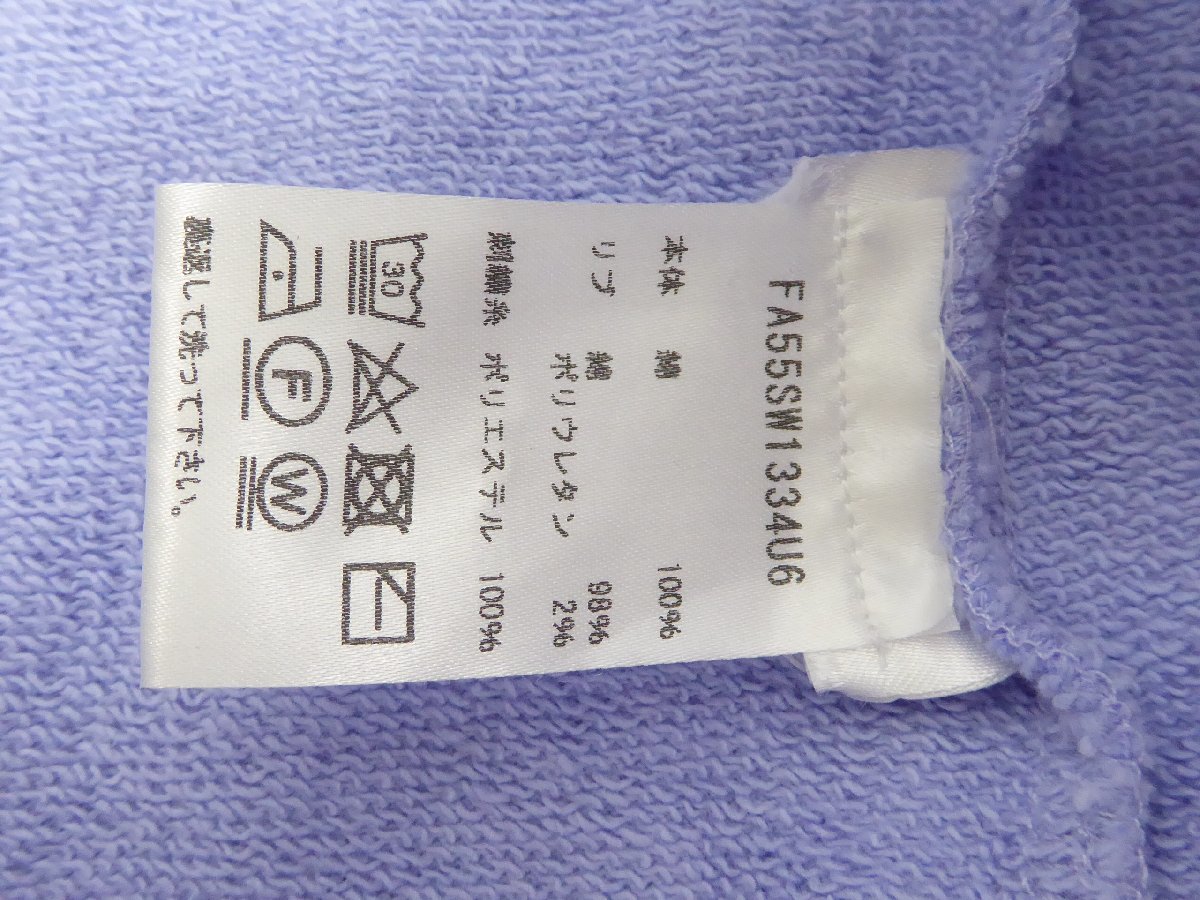 FA55SW1334U6
本体 綿 100%
リブ 綿 98%
ポリウレタン 2%
刺繍糸 ポリエステル 100%
30
F
W
裏返して洗って下さい。